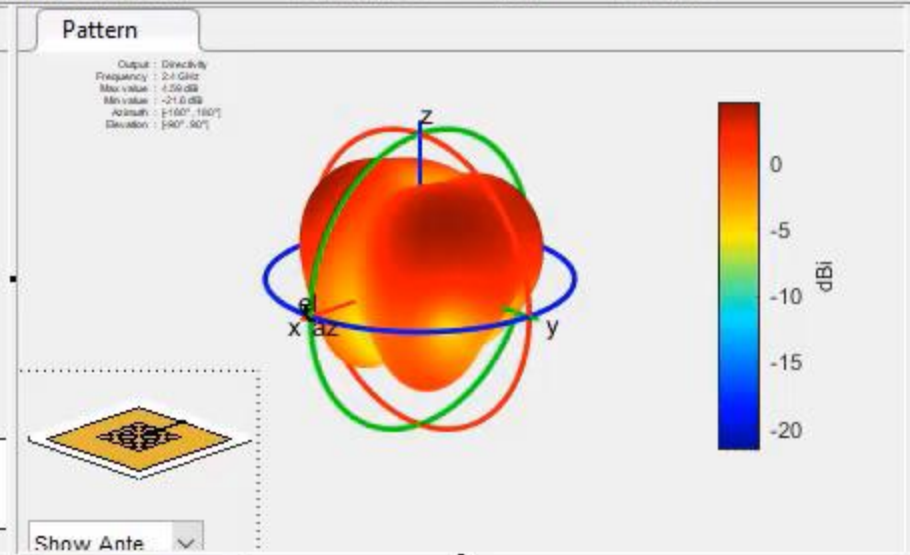 Pattern
Output : Directivity
Frequency : 2.4 GHz
Max value : 4.59 dBi
Min value : -21.6 dBi
Azimuth : [-180°, 180°]
Elevation : [-90°, 90°]
z
0
-5
-10
-15
-20
dBi
el
x az
y
Show Ante